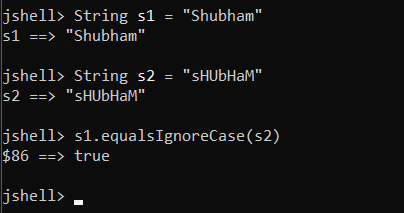 jshell> String s1 = "Shubham"
s1 ==> "Shubham"
jshell> String s2 = "sHUbHaM"
s2 ==> "sHUbHaM"
jshell> s1.equalsIgnoreCase(s2)
$86 ==> true
jshell>